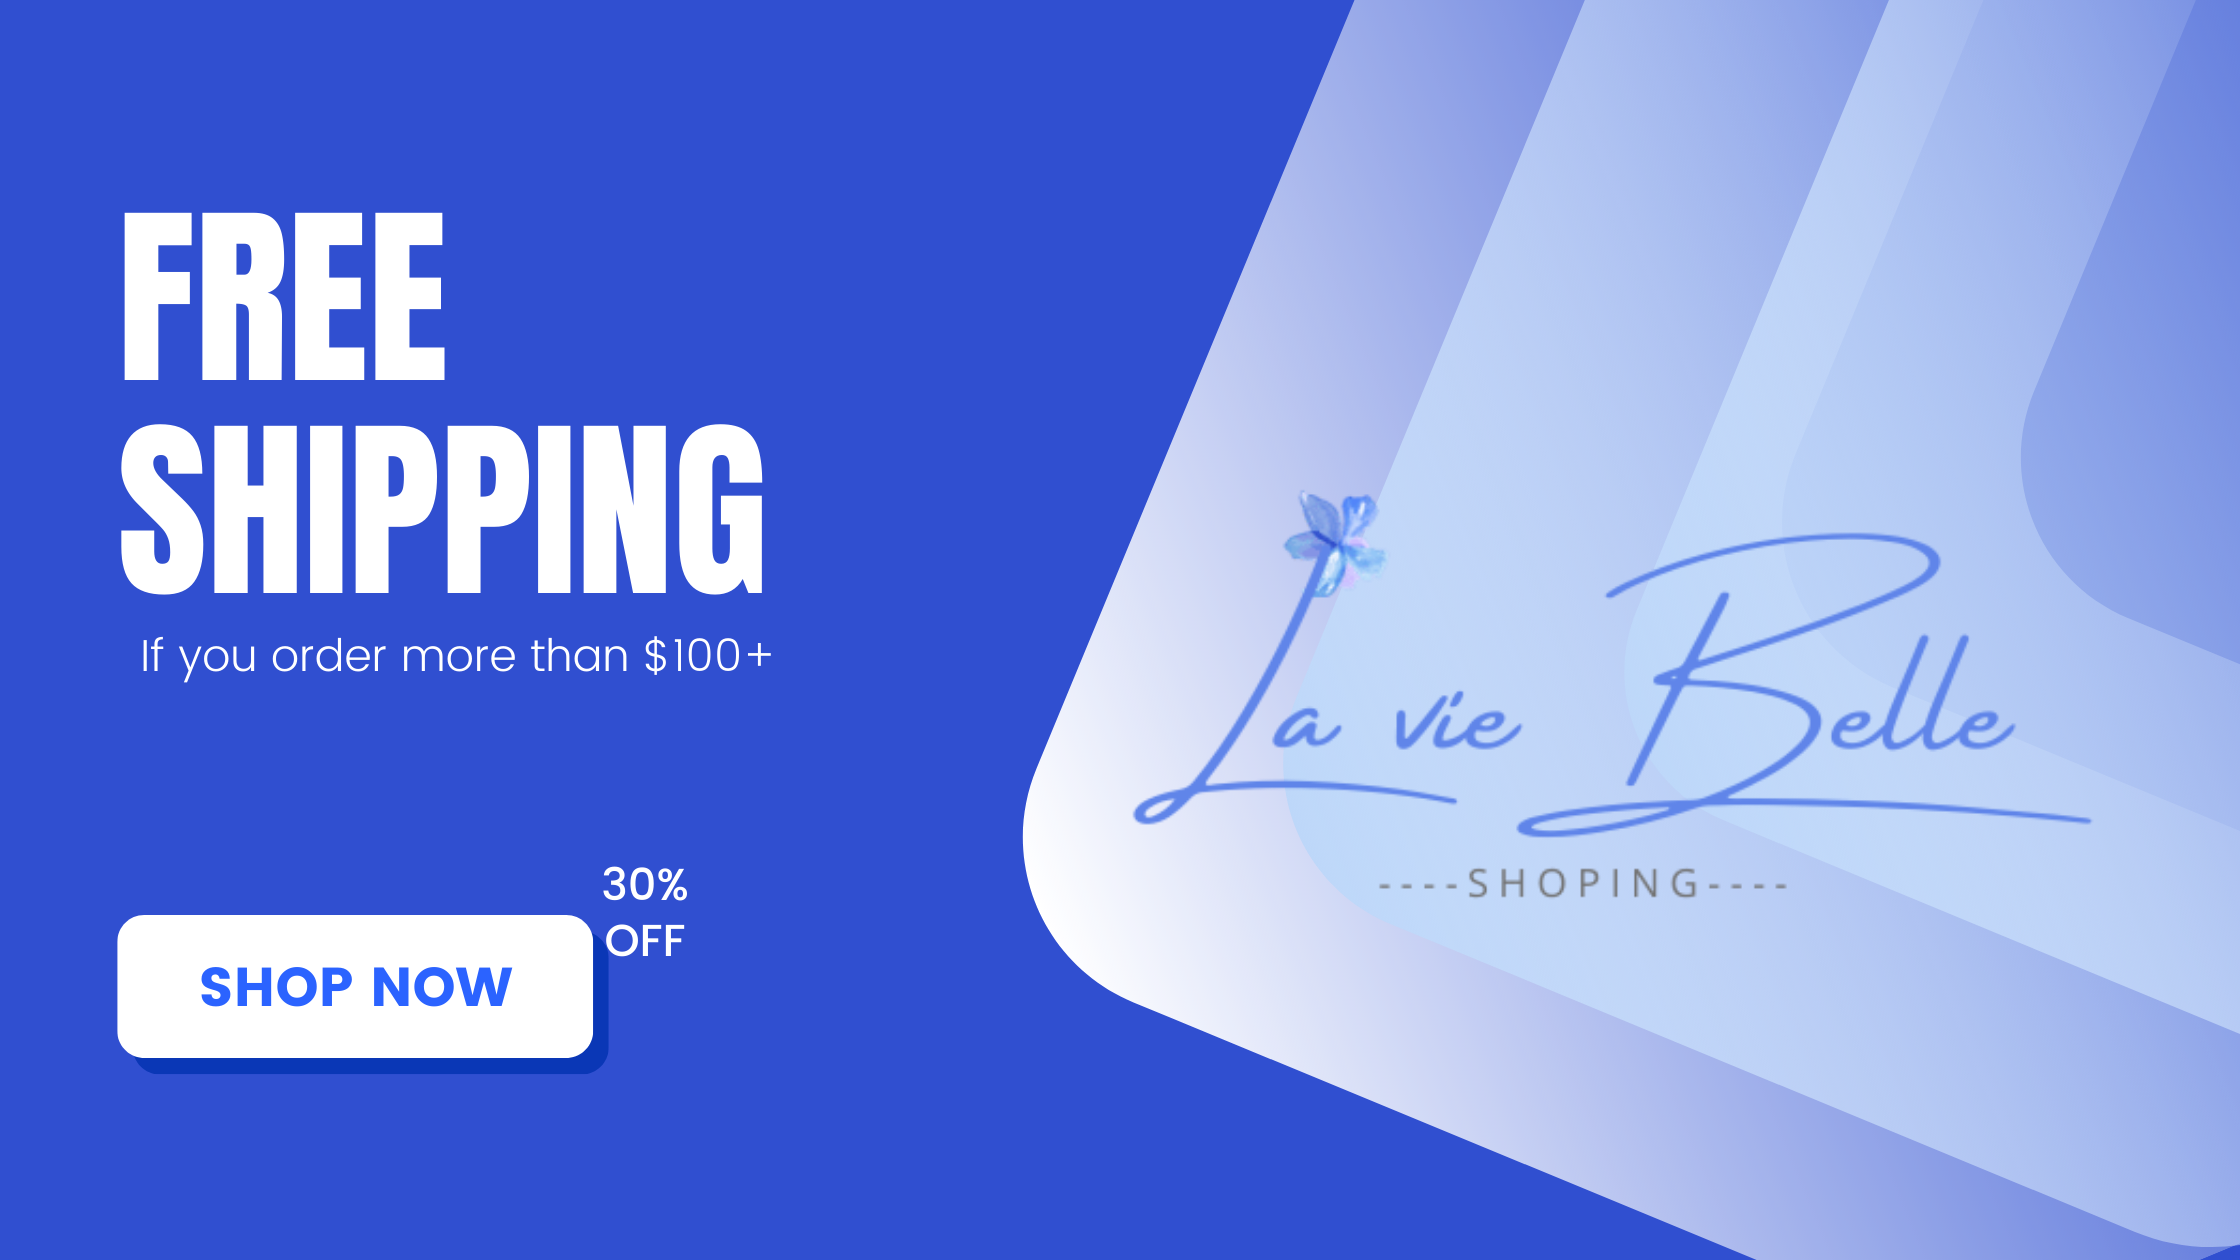 FREE
SHIPPING
If you order more than $100+
30%
OFF
SHOP NOW
La vie Belle
----SHOPING----